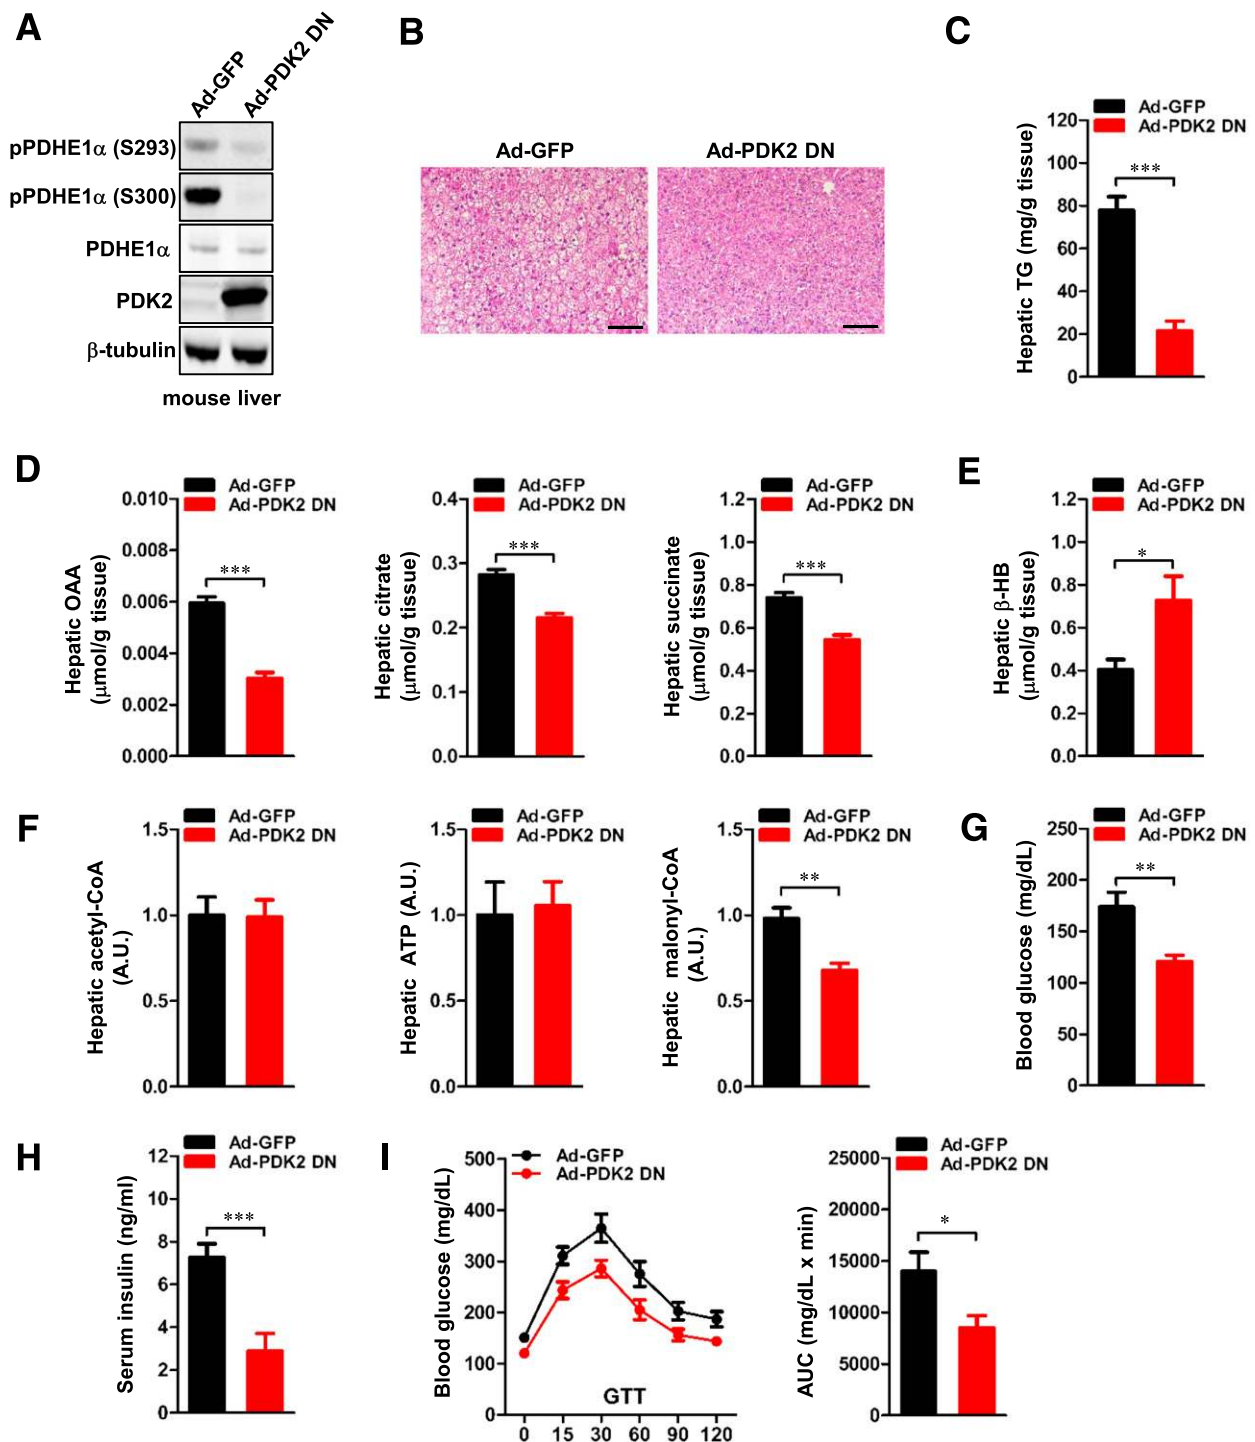 A
Ad-GFP
Ad-PDK2 DN
pPDHE1α (S293)
pPDHE1α (S300)
PDHE1α
PDK2
β-tubulin
mouse liver
B
Ad-GFP
Ad-PDK2 DN
C
Ad-GFP
Ad-PDK2 DN
Hepatic TG (mg/g tissue)
120
100
80
60
40
20
0
***
D
Ad-GFP
Ad-PDK2 DN
Hepatic OAA
(μmol/g tissue)
0.010
0.008
0.006
0.004
0.002
0.000
***
Ad-GFP
Ad-PDK2 DN
Hepatic citrate
(μmol/g tissue)
0.4
0.3
0.2
0.1
0.0
***
Ad-GFP
Ad-PDK2 DN
Hepatic succinate
(μmol/g tissue)
1.2
1.0
0.8
0.6
0.4
0.2
0.0
***
E
Ad-GFP
Ad-PDK2 DN
Hepatic β-HB
(μmol/g tissue)
1.2
1.0
0.8
0.6
0.4
0.2
0.0
*
F
Ad-GFP
Ad-PDK2 DN
Hepatic acetyl-CoA
(A.U.)
1.5
1.0
0.5
0.0
Ad-GFP
Ad-PDK2 DN
Hepatic ATP (A.U.)
1.5
1.0
0.5
0.0
Ad-GFP
Ad-PDK2 DN
Hepatic malonyl-CoA
(A.U.)
1.5
1.0
0.5
0.0
**
G
Ad-GFP
Ad-PDK2 DN
Blood glucose (mg/dL)
250
200
150
100
50
0
**
H
Ad-GFP
Ad-PDK2 DN
Serum insulin (ng/ml)
12
10
8
6
4
2
0
***
I
Ad-GFP
Ad-PDK2 DN
Blood glucose (mg/dL)
500
400
300
200
100
0
GTT
0 15 30 60 90 120
Ad-GFP
Ad-PDK2 DN
AUC (mg/dL x min)
25000
20000
15000
10000
5000
0
*